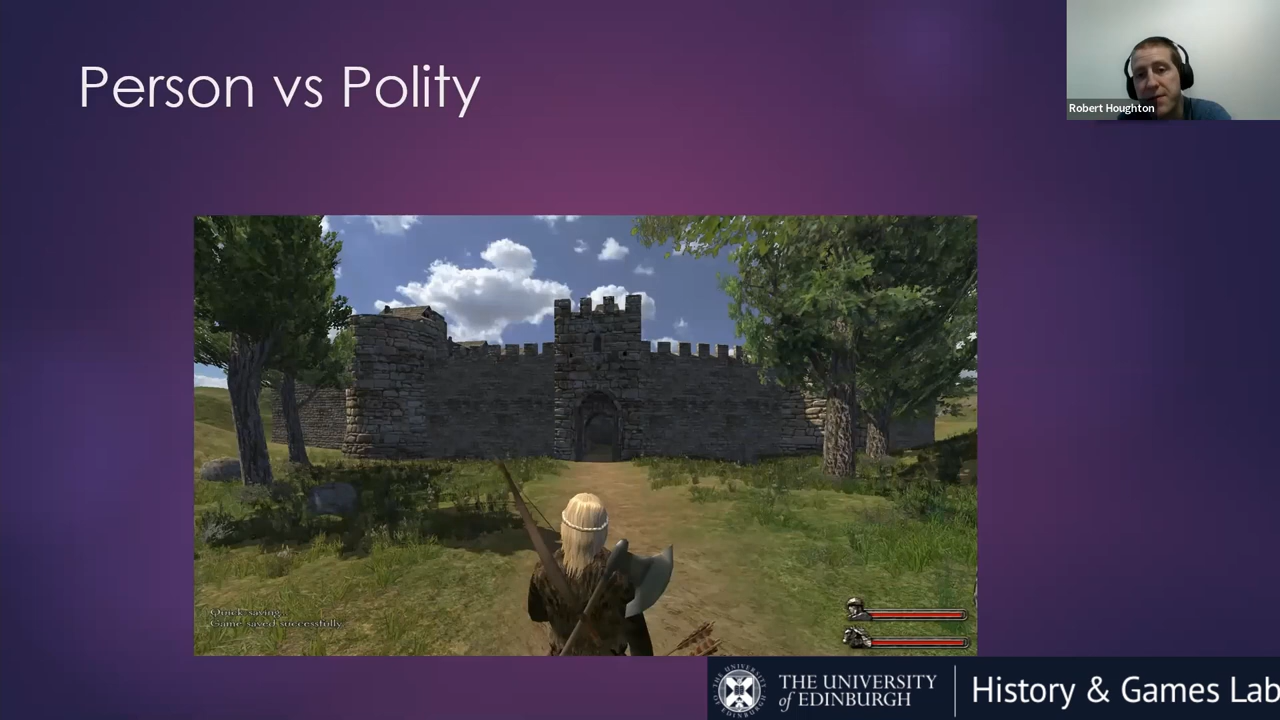 Person vs Polity
Robert Houghton
Quick-saving...
Game saved successfully.
THE UNIVERSITY
of EDINBURGH
History & Games Lab